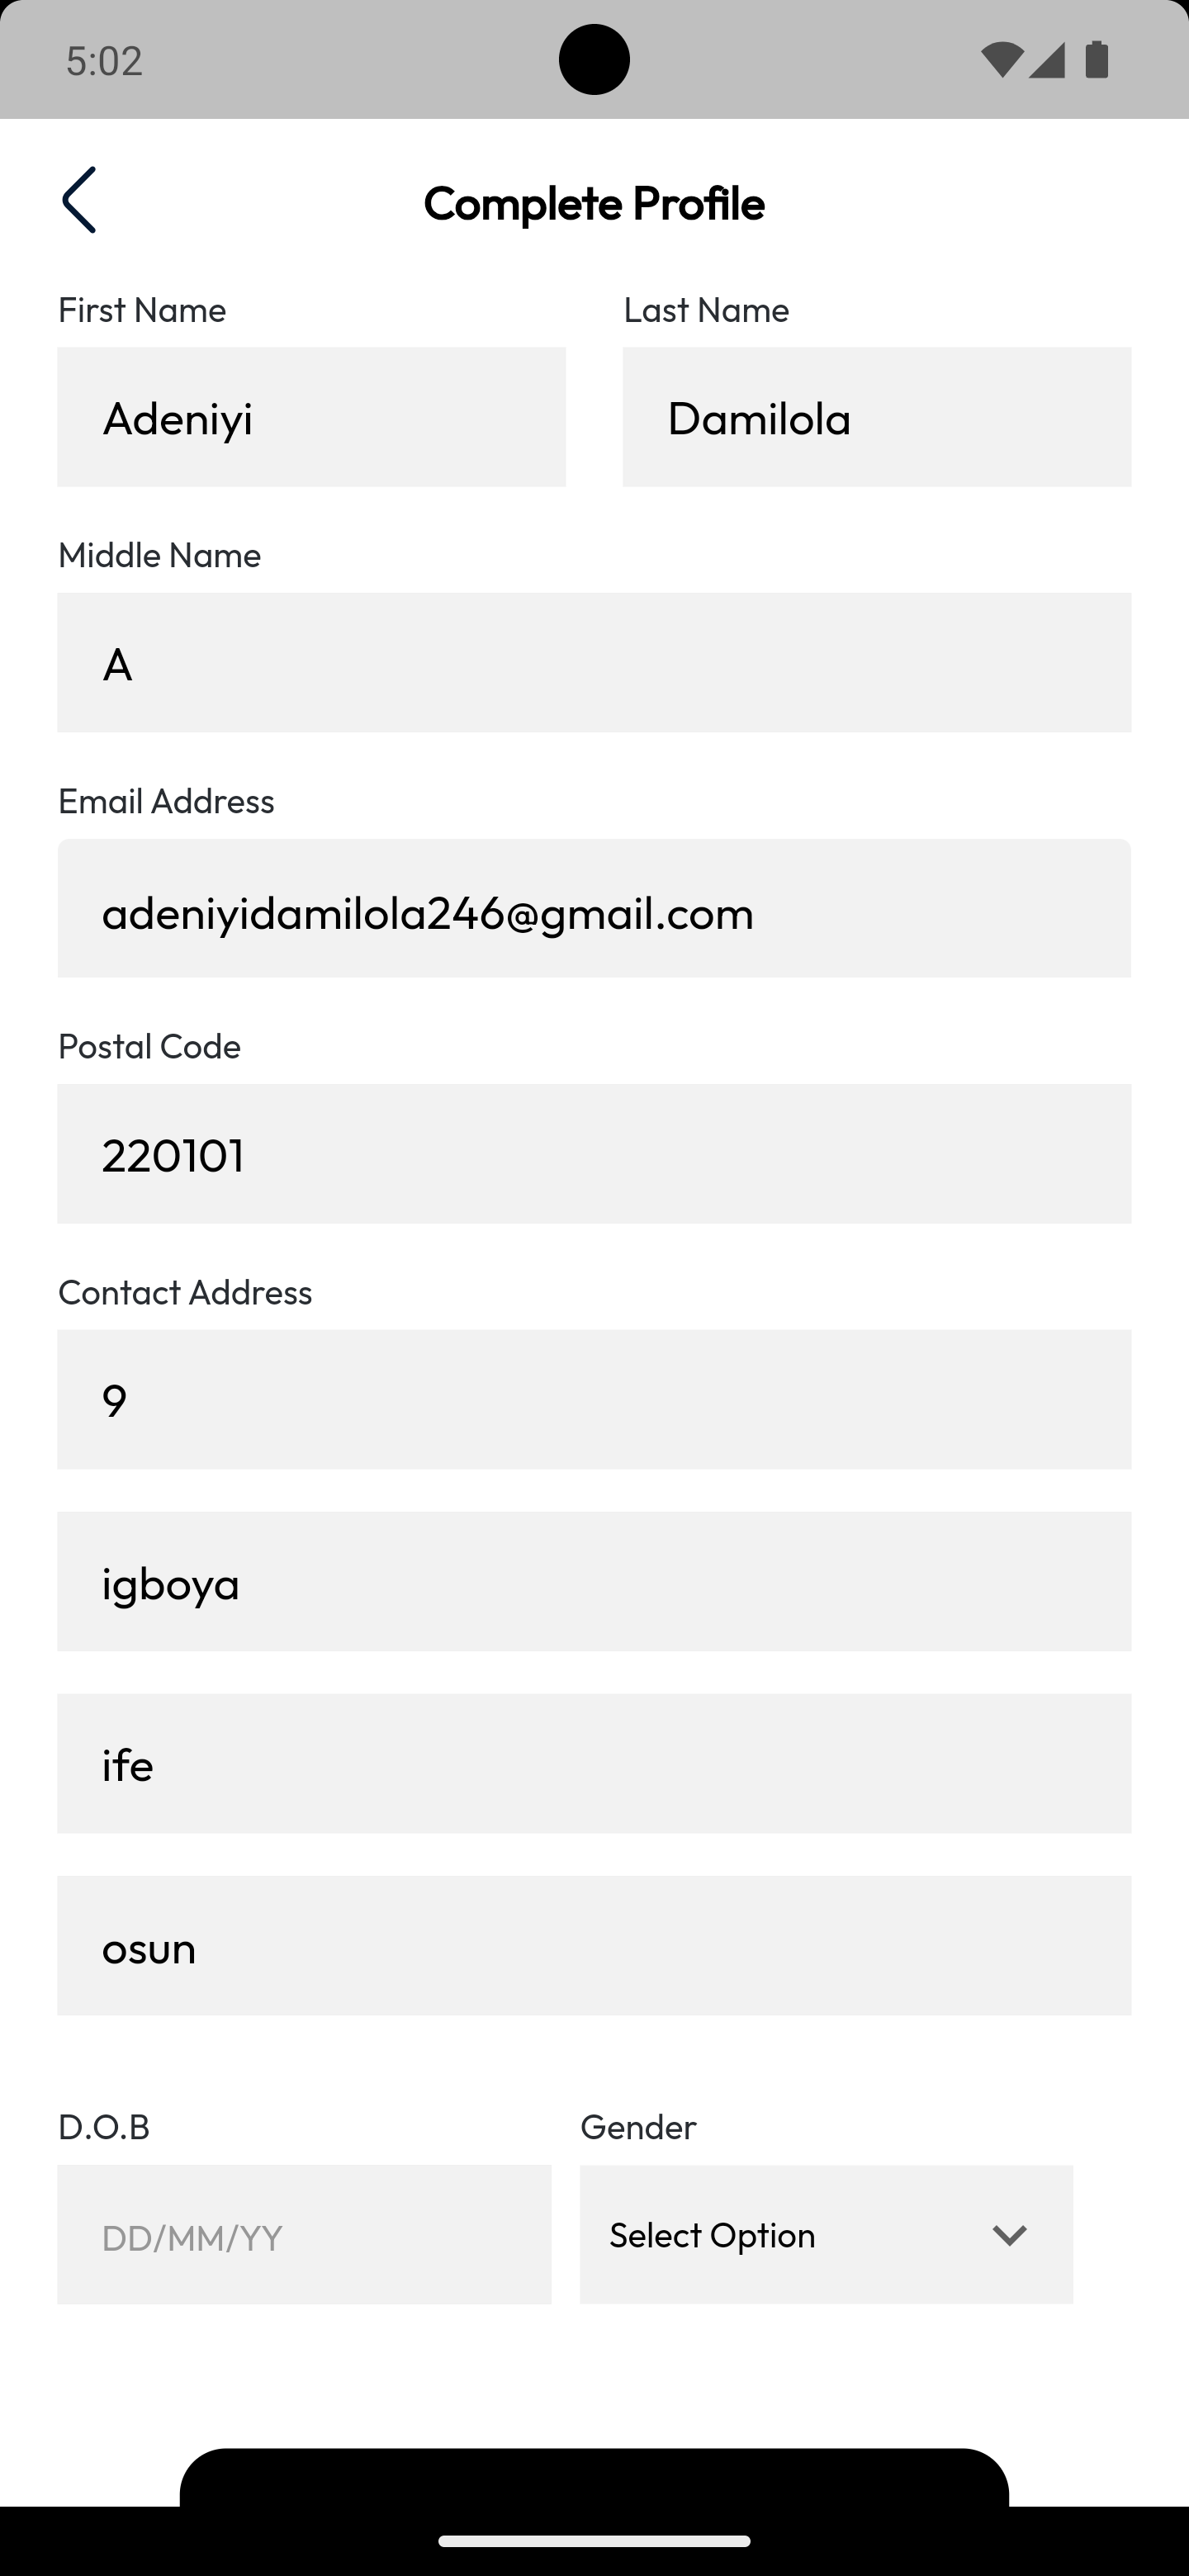 5:02
Complete Profile
First Name
Last Name
Adeniyi
Damilola
Middle Name
A
Email Address
adeniyidamilola246@gmail.com
Postal Code
220101
Contact Address
9
igboya
ife
osun
D.O.B
Gender
DD/MM/YY
Select Option